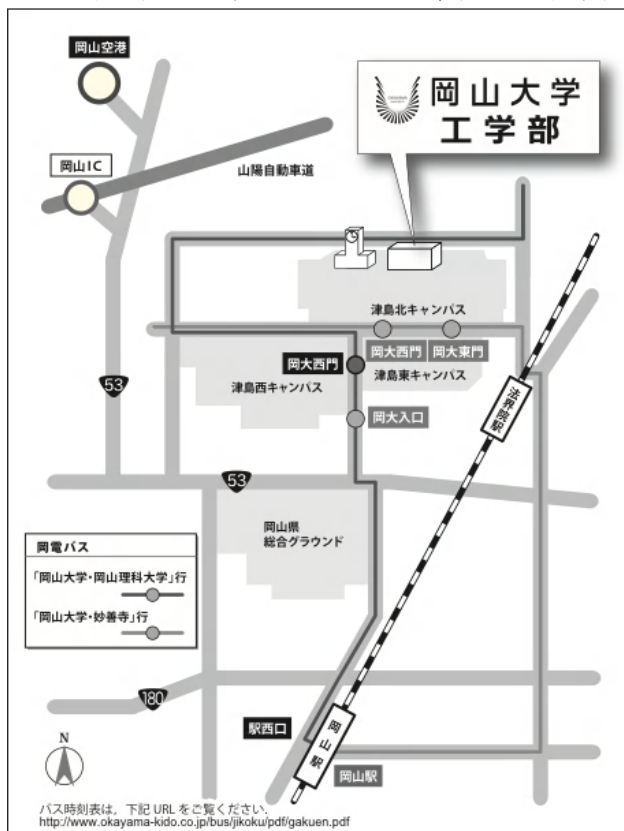 岡山空港
岡山大学
工学部
岡山IC
山陽自動車道
津島北キャンパス
岡大西門
岡大東門
岡大西門
津島東キャンパス
津島西キャンパス
法界院駅
53
岡大入口
53
岡山県
総合グラウンド
岡電バス
「岡山大学・岡山理科大学」行
「岡山大学・妙善寺」行
180
駅西口
岡山駅
岡山駅
N
バス時刻表は，下記 URL をご覧ください.
http://www.okayama-kido.co.jp/bus/jikoku/pdf/gakuen.pdf